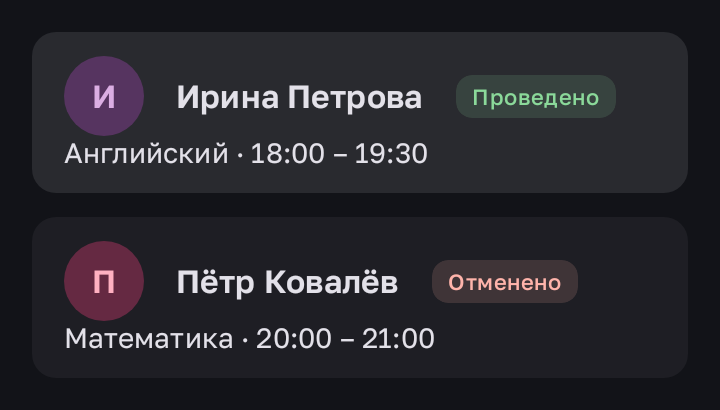 И Ирина Петрова Проведено
Английский · 18:00 – 19:30
П Пётр Ковалёв Отменено
Математика · 20:00 – 21:00